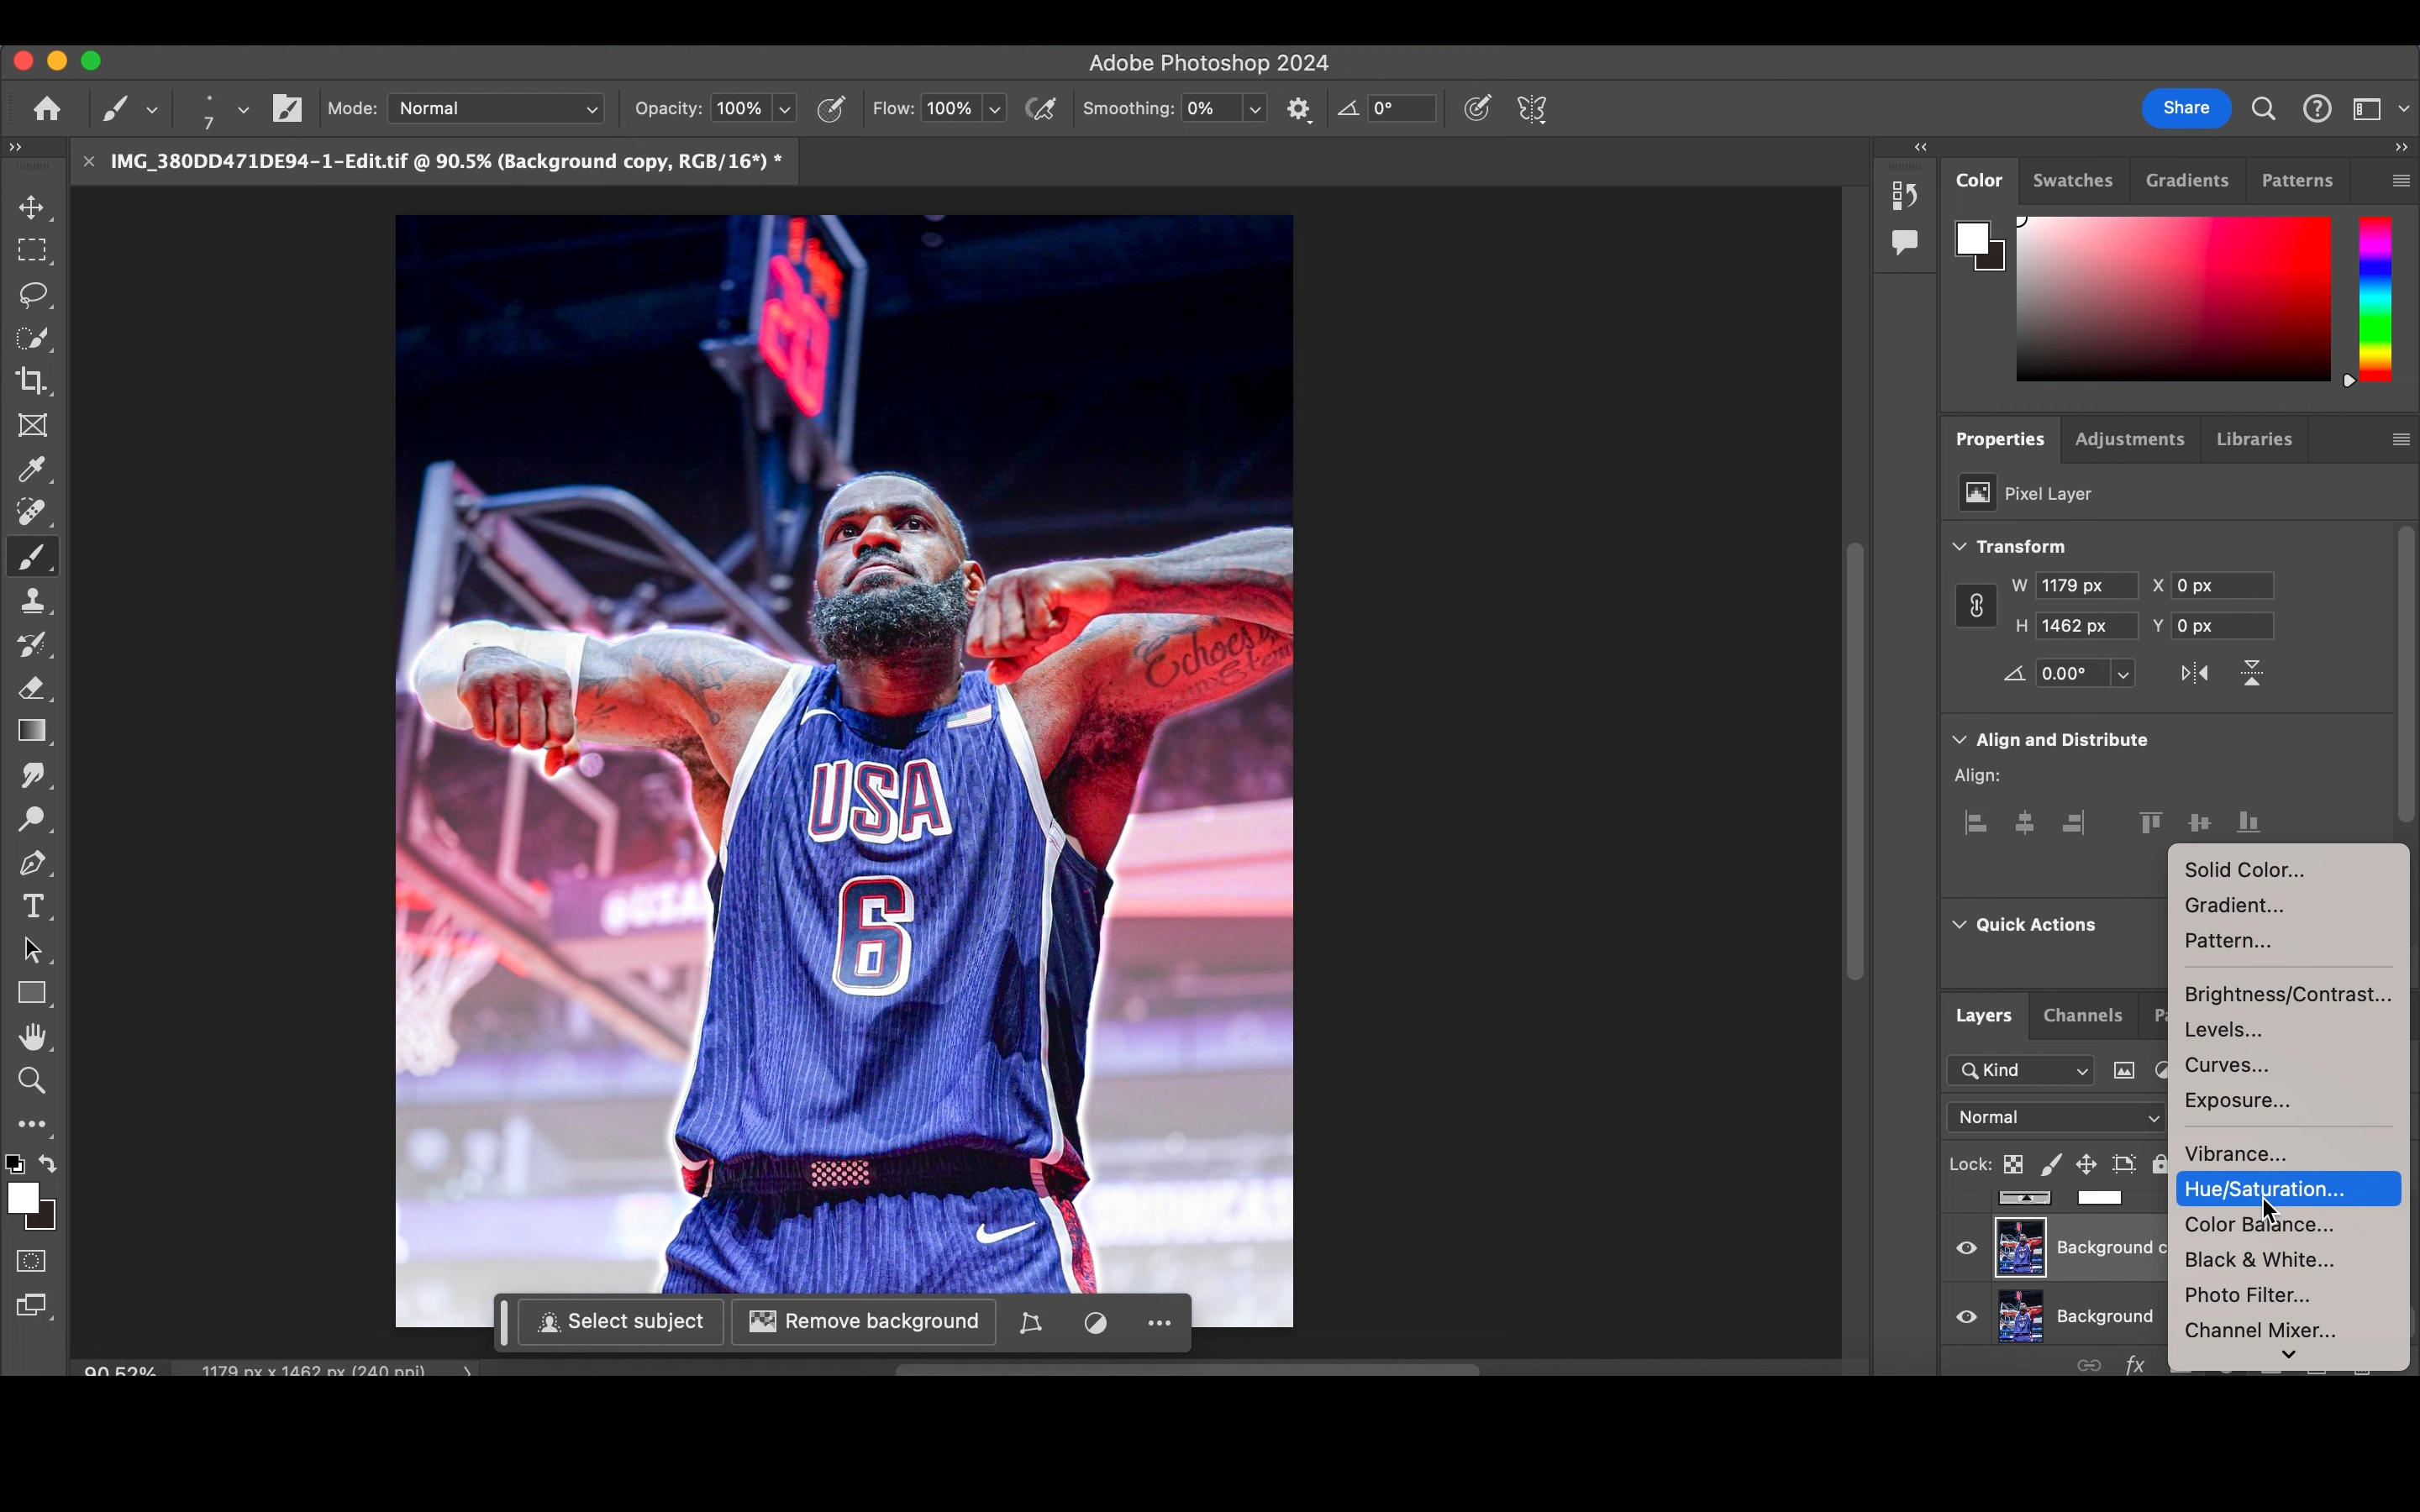 Adobe Photoshop 2024
7 Mode: Normal Opacity: 100% Flow: 100% Smoothing: 0% 0° Share
× IMG_380DD471DE94-1-Edit.tif @ 90.5% (Background copy, RGB/16*) *
Color Swatches Gradients Patterns
Properties Adjustments Libraries
Pixel Layer
Transform
W 1179 px X 0 px
H 1462 px Y 0 px
0.00°
Align and Distribute
Align:
Quick Actions
Layers Channels
Kind
Normal
Lock:
Background c
Background
fx
Solid Color...
Gradient...
Pattern...
Brightness/Contrast...
Levels...
Curves...
Exposure...
Vibrance...
Hue/Saturation...
Color Balance...
Black & White...
Photo Filter...
Channel Mixer...
Echoes
USA
6
Select subject Remove background
90.52% 1179 px x 1462 px (240 ppi)